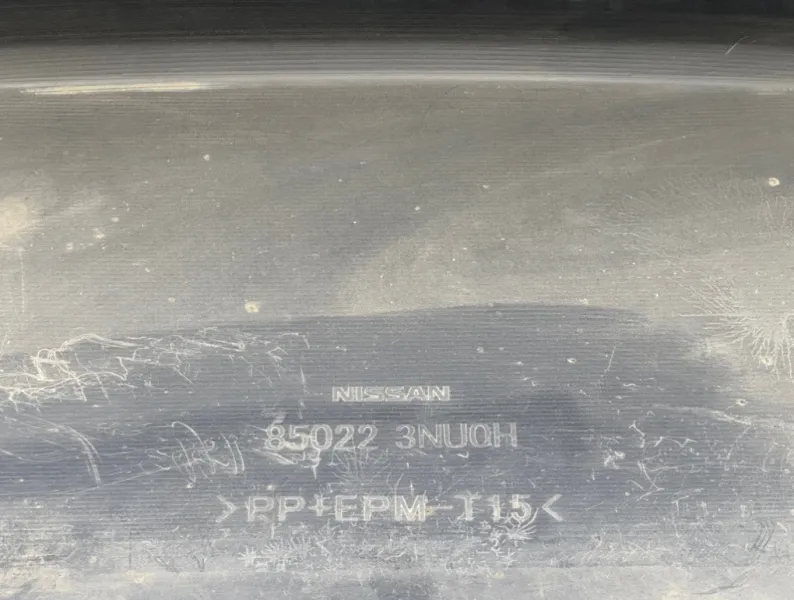 NISSAN
85022 3NU0H
>PP+EPM-T15<